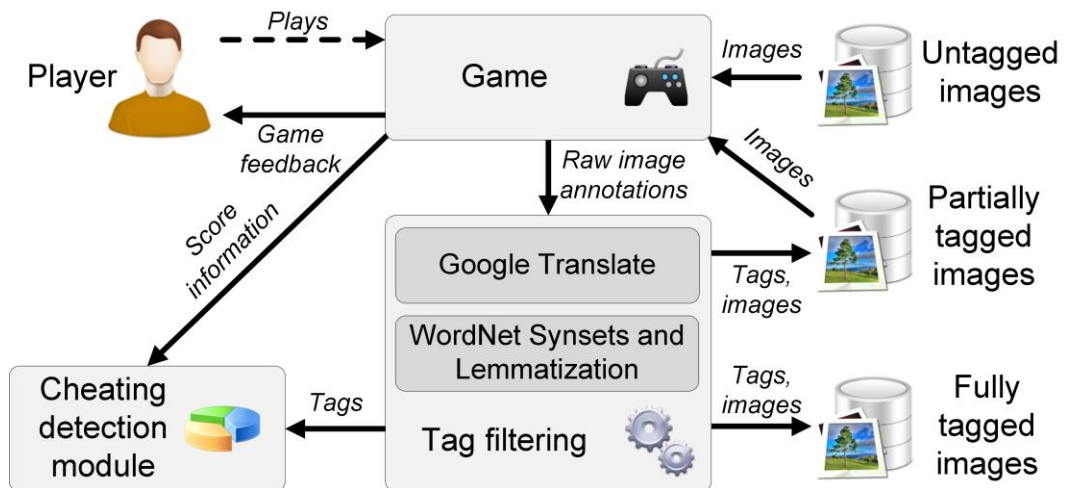 Plays
Player
Game
feedback
Game
Images
Untagged
images
Images
Raw image
annotations
Score
information
Partially
tagged
images
Google Translate
Tags,
images
WordNet Synsets and
Lemmatization
Tag filtering
Tags
Cheating
detection
module
Tags,
images
Fully
tagged
images